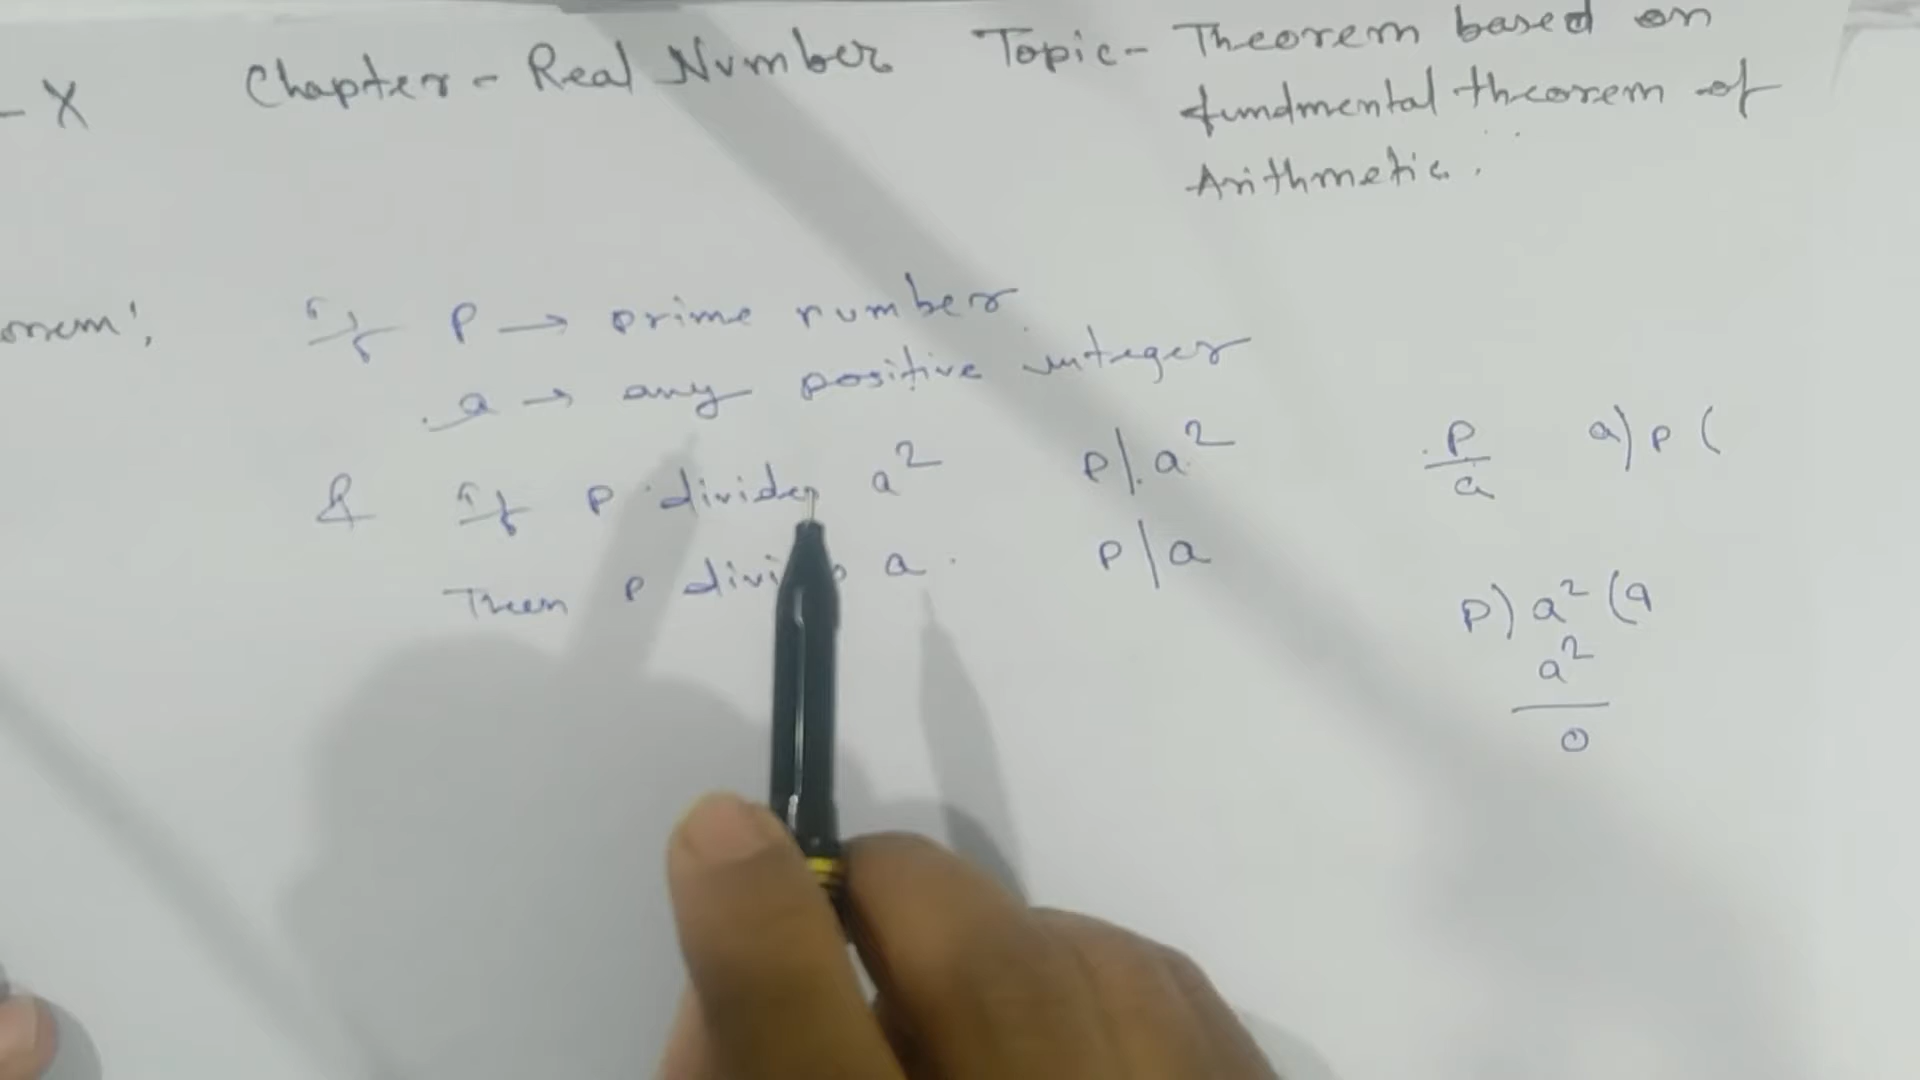 - X Chapter - Real Number Topic - Theorem based on
fundmental theorem of
Arithmetic.
orem :
If P → prime number
a → any positive integer
& If P divides a² P|a²
Then P divides a. P|a
P/a a) P (
P) a² (q
a²
0